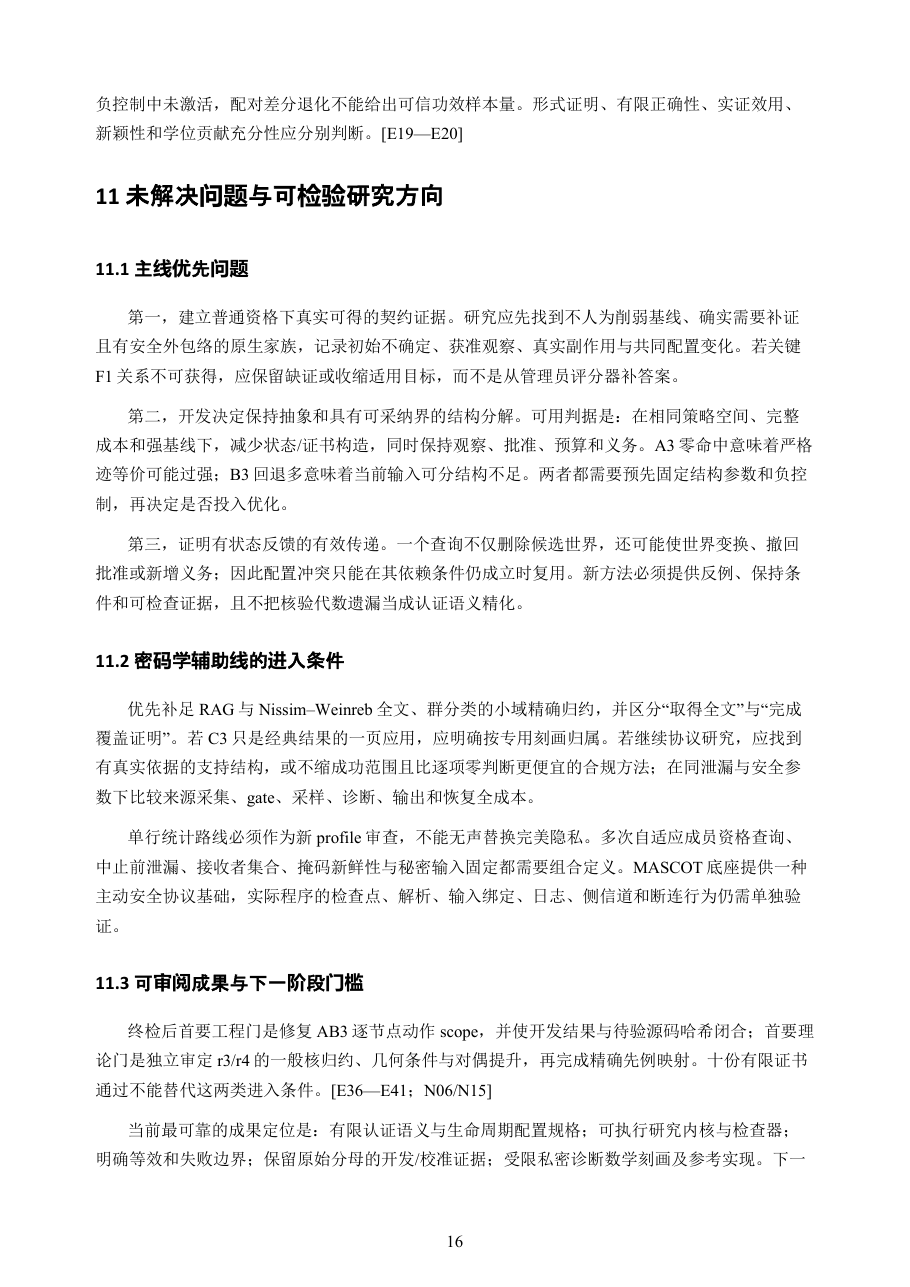 负控制中未激活，配对差分退化不能给出可信功效样本量。形式证明、有限正确性、实证效用、
新颖性和学位贡献充分性应分别判断。[E19—E20]
11 未解决问题与可检验研究方向
11.1 主线优先问题
第一，建立普通资格下真实可得的契约证据。研究应先找到不人为削弱基线、确实需要补证
且有安全外包络的原生家族，记录初始不确定、获准观察、真实副作用与共同配置变化。若关键
F1 关系不可获得，应保留缺证或收缩适用目标，而不是从管理员评分器补答案。
第二，开发决定保持抽象和具有可采纳界的结构分解。可用判据是：在相同策略空间、完整
成本和强基线下，减少状态/证书构造，同时保持观察、批准、预算和义务。A3 零命中意味着严格
迹等价可能过强；B3 回退多意味着当前输入可分结构不足。两者都需要预先固定结构参数和负控
制，再决定是否投入优化。
第三，证明有状态反馈的有效传递。一个查询不仅删除候选世界，还可能使世界变换、撤回
批准或新增义务；因此配置冲突只能在其依赖条件仍成立时复用。新方法必须提供反例、保持条
件和可检查证据，且不把核验代数遗漏当成认证语义精化。
11.2 密码学辅助线的进入条件
优先补足 RAG 与 Nissim–Weinreb 全文、群分类的小域精确归约，并区分“取得全文”与“完成
覆盖证明”。若 C3 只是经典结果的一页应用，应明确按专用刻画归属。若继续协议研究，应找到
有真实依据的支持结构，或不缩成功范围且比逐项零判断更便宜的合规方法；在同泄漏与安全参
数下比较来源采集、gate、采样、诊断、输出和恢复全成本。
单行统计路线必须作为新 profile 审查，不能无声替换完美隐私。多次自适应成员资格查询、
中止前泄漏、接收者集合、掩码新鲜性与秘密输入固定都需要组合定义。MASCOT 底座提供一种
主动安全协议基础，实际程序的检查点、解析、输入绑定、日志、侧信道和断连行为仍需单独验
证。
11.3 可审阅成果与下一阶段门槛
终检后首要工程门是修复 AB3 逐节点动作 scope，并使开发结果与待验源码哈希闭合；首要理
论门是独立审定 r3/r4 的一般核归约、几何条件与对偶提升，再完成精确先例映射。十份有限证书
通过不能替代这两类进入条件。[E36—E41；N06/N15]
当前最可靠的成果定位是：有限认证语义与生命周期配置规格；可执行研究内核与检查器；
明确等效和失败边界；保留原始分母的开发/校准证据；受限私密诊断数学刻画及参考实现。下一
16